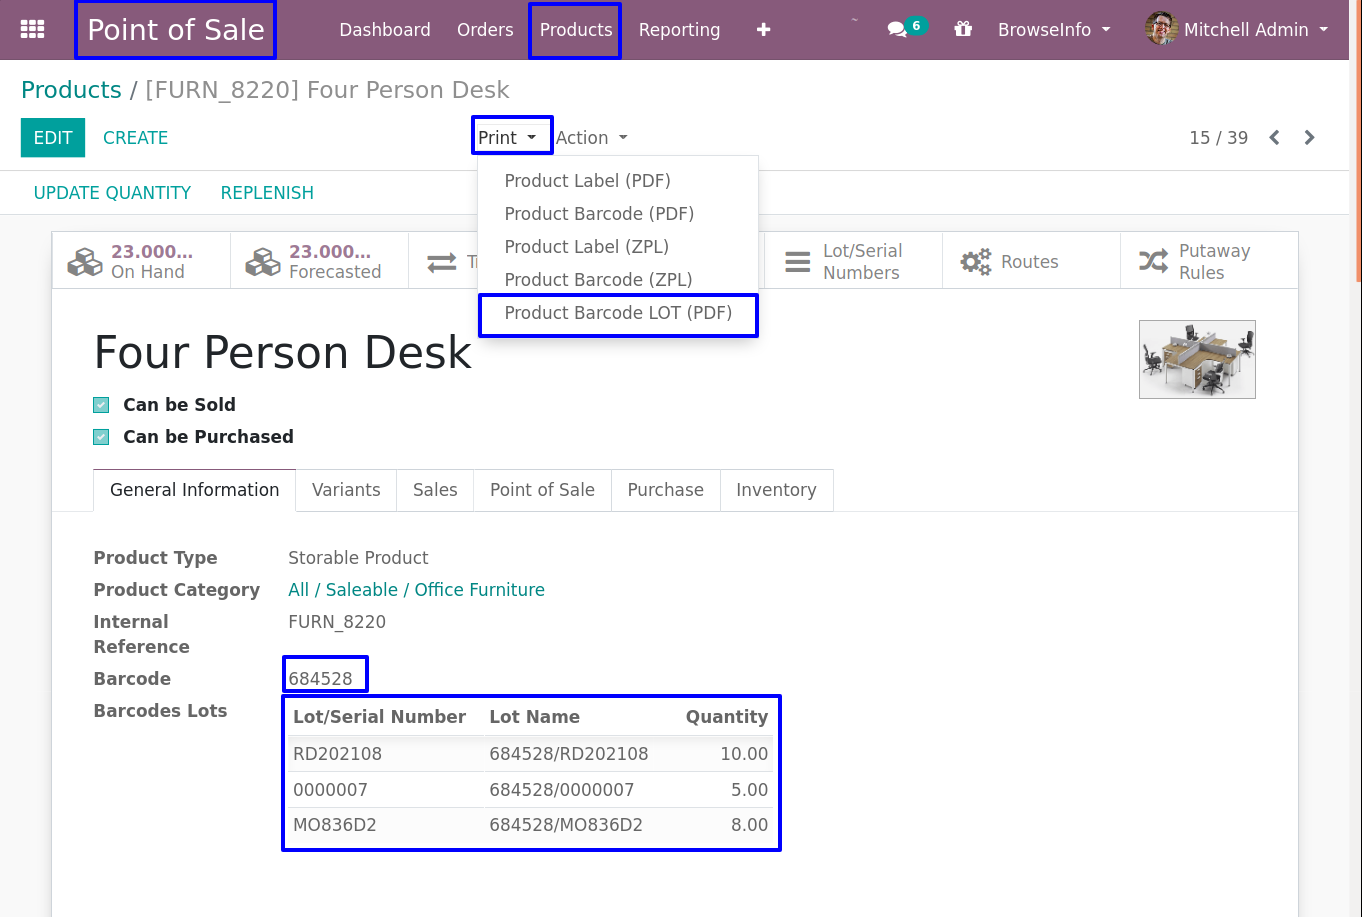 Point of Sale Dashboard Orders Products Reporting 6 BrowseInfo Mitchell Admin
Products / [FURN_8220] Four Person Desk
EDIT CREATE Print Action 15 / 39
Product Label (PDF)
UPDATE QUANTITY REPLENISH
Product Barcode (PDF)
Product Label (ZPL)
Product Barcode (ZPL)
Product Barcode LOT (PDF)
23.000... On Hand
23.000... Forecasted
Lot/Serial Numbers
Routes
Putaway Rules
Four Person Desk
Can be Sold
Can be Purchased
General Information Variants Sales Point of Sale Purchase Inventory
Product Type Storable Product
Product Category All / Saleable / Office Furniture
Internal Reference FURN_8220
Barcode 684528
Barcodes Lots
Lot/Serial Number Lot Name Quantity
RD202108 684528/RD202108 10.00
0000007 684528/0000007 5.00
MO836D2 684528/MO836D2 8.00